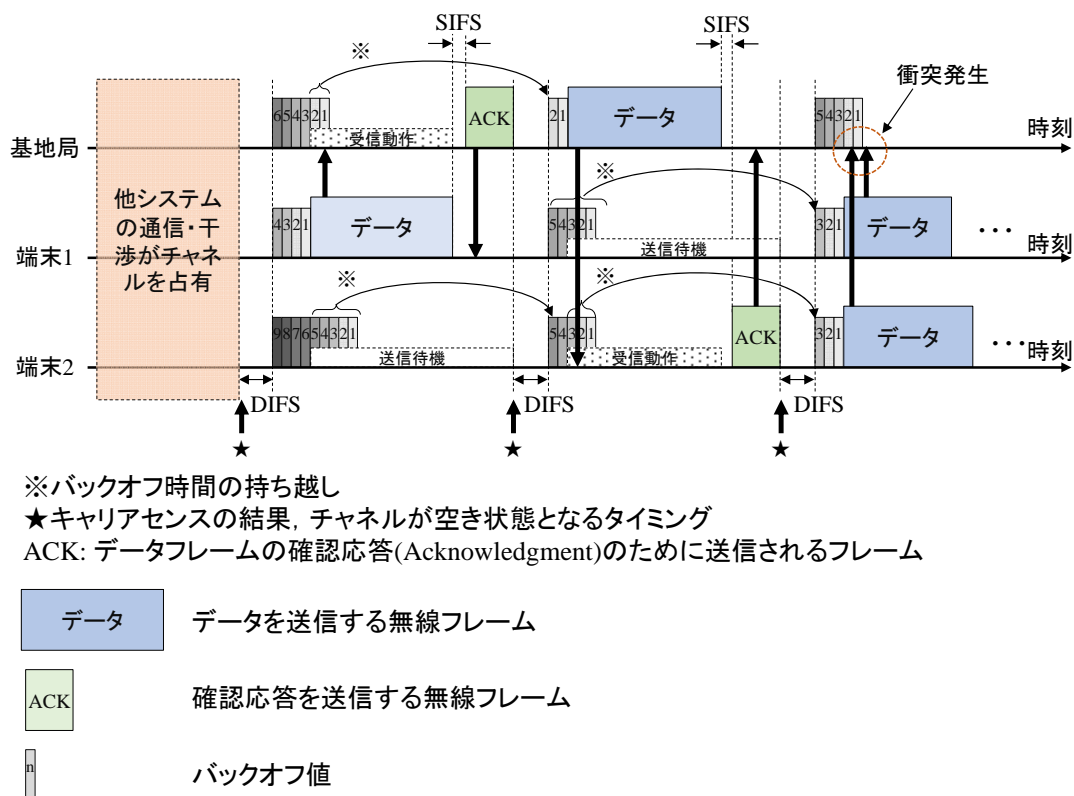 SIFS
SIFS
※
衝突発生
654321
ACK
21
データ
54321
時刻
受信動作
基地局
※
他システムの通信・干渉がチャネルを占有
4321
データ
54321
送信待機
321
データ
・・・
時刻
端末1
※
※
987654321
送信待機
54321
受信動作
ACK
321
データ
・・・
時刻
端末2
DIFS
DIFS
DIFS
★
★
★
※バックオフ時間の持ち越し
★キャリアセンスの結果，チャネルが空き状態となるタイミング
ACK: データフレームの確認応答(Acknowledgment)のために送信されるフレーム
データ
データを送信する無線フレーム
ACK
確認応答を送信する無線フレーム
n
バックオフ値